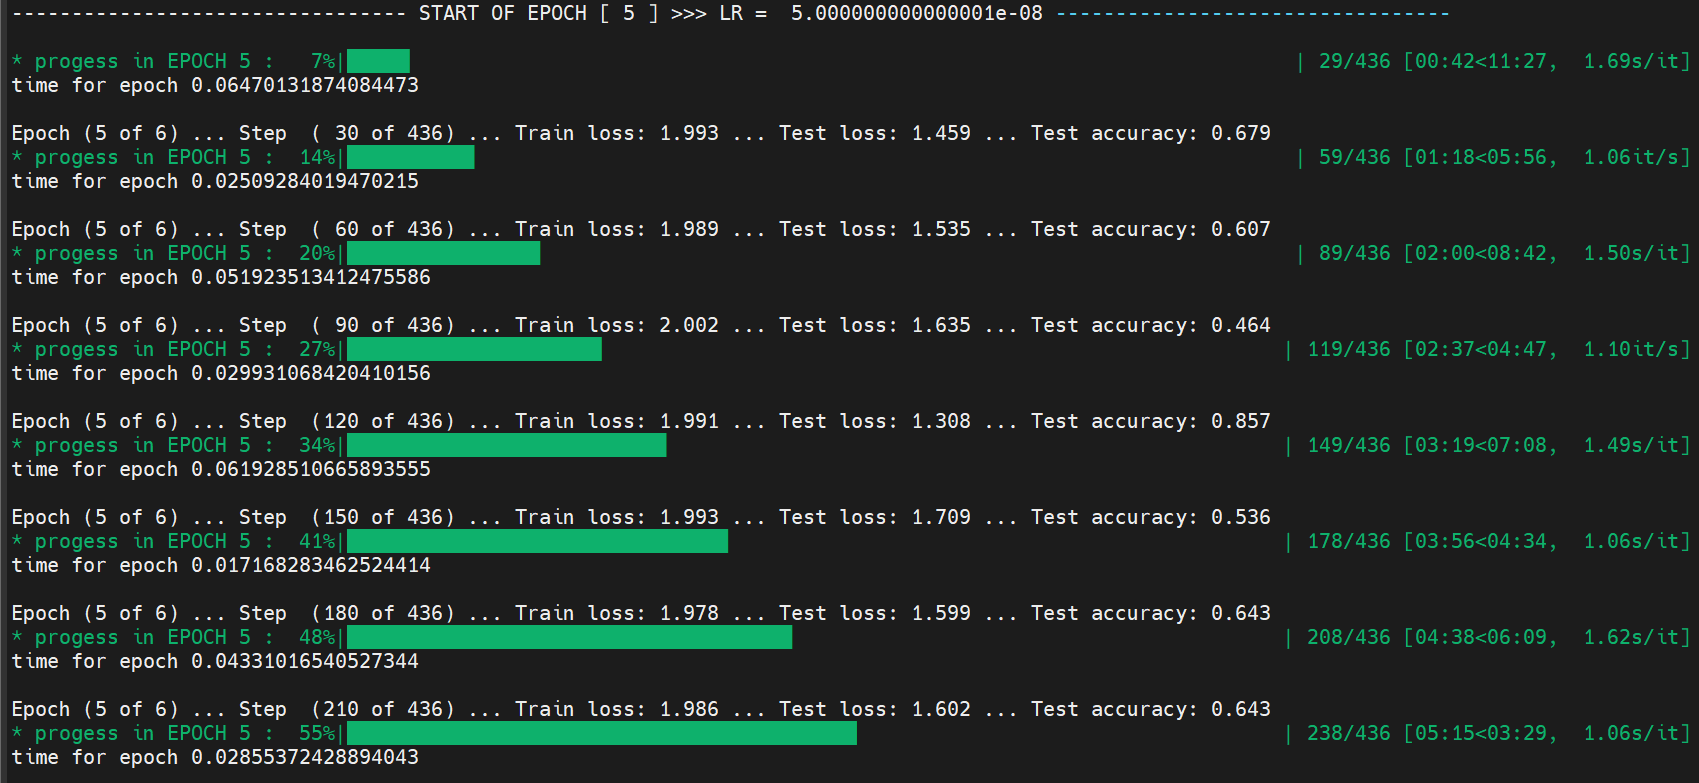 --------------------------------- START OF EPOCH [ 5 ] >>> LR =  5.000000000000001e-08 ---------------------------------
* progess in EPOCH 5 :   7%| | 29/436 [00:42<11:27,  1.69s/it]
time for epoch 0.06470131874084473
Epoch (5 of 6) ... Step  ( 30 of 436) ... Train loss: 1.993 ... Test loss: 1.459 ... Test accuracy: 0.679
* progess in EPOCH 5 :  14%| | 59/436 [01:18<05:56,  1.06it/s]
time for epoch 0.02509284019470215
Epoch (5 of 6) ... Step  ( 60 of 436) ... Train loss: 1.989 ... Test loss: 1.535 ... Test accuracy: 0.607
* progess in EPOCH 5 :  20%| | 89/436 [02:00<08:42,  1.50s/it]
time for epoch 0.051923513412475586
Epoch (5 of 6) ... Step  ( 90 of 436) ... Train loss: 2.002 ... Test loss: 1.635 ... Test accuracy: 0.464
* progess in EPOCH 5 :  27%| | 119/436 [02:37<04:47,  1.10it/s]
time for epoch 0.029931068420410156
Epoch (5 of 6) ... Step  (120 of 436) ... Train loss: 1.991 ... Test loss: 1.308 ... Test accuracy: 0.857
* progess in EPOCH 5 :  34%| | 149/436 [03:19<07:08,  1.49s/it]
time for epoch 0.061928510665893555
Epoch (5 of 6) ... Step  (150 of 436) ... Train loss: 1.993 ... Test loss: 1.709 ... Test accuracy: 0.536
* progess in EPOCH 5 :  41%| | 178/436 [03:56<04:34,  1.06s/it]
time for epoch 0.017168283462524414
Epoch (5 of 6) ... Step  (180 of 436) ... Train loss: 1.978 ... Test loss: 1.599 ... Test accuracy: 0.643
* progess in EPOCH 5 :  48%| | 208/436 [04:38<06:09,  1.62s/it]
time for epoch 0.04331016540527344
Epoch (5 of 6) ... Step  (210 of 436) ... Train loss: 1.986 ... Test loss: 1.602 ... Test accuracy: 0.643
* progess in EPOCH 5 :  55%| | 238/436 [05:15<03:29,  1.06s/it]
time for epoch 0.02855372428894043